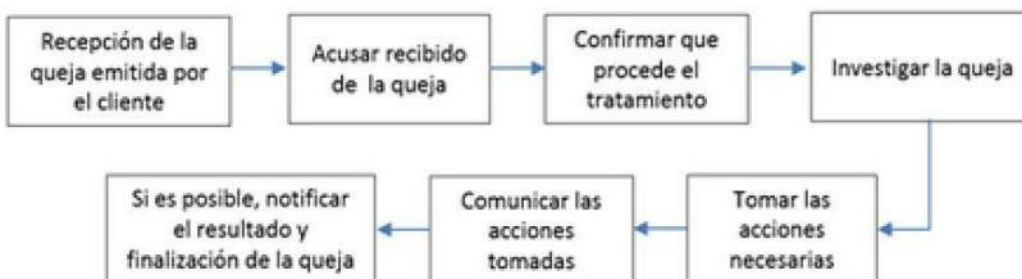 Recepción de la
queja emitida por
el cliente
Acusar recibido
de la queja
Confirmar que
procede el
tratamiento
Investigar la queja
Tomar las
acciones
necesarias
Comunicar las
acciones
tomadas
Si es posible, notificar
el resultado y
finalización de la queja